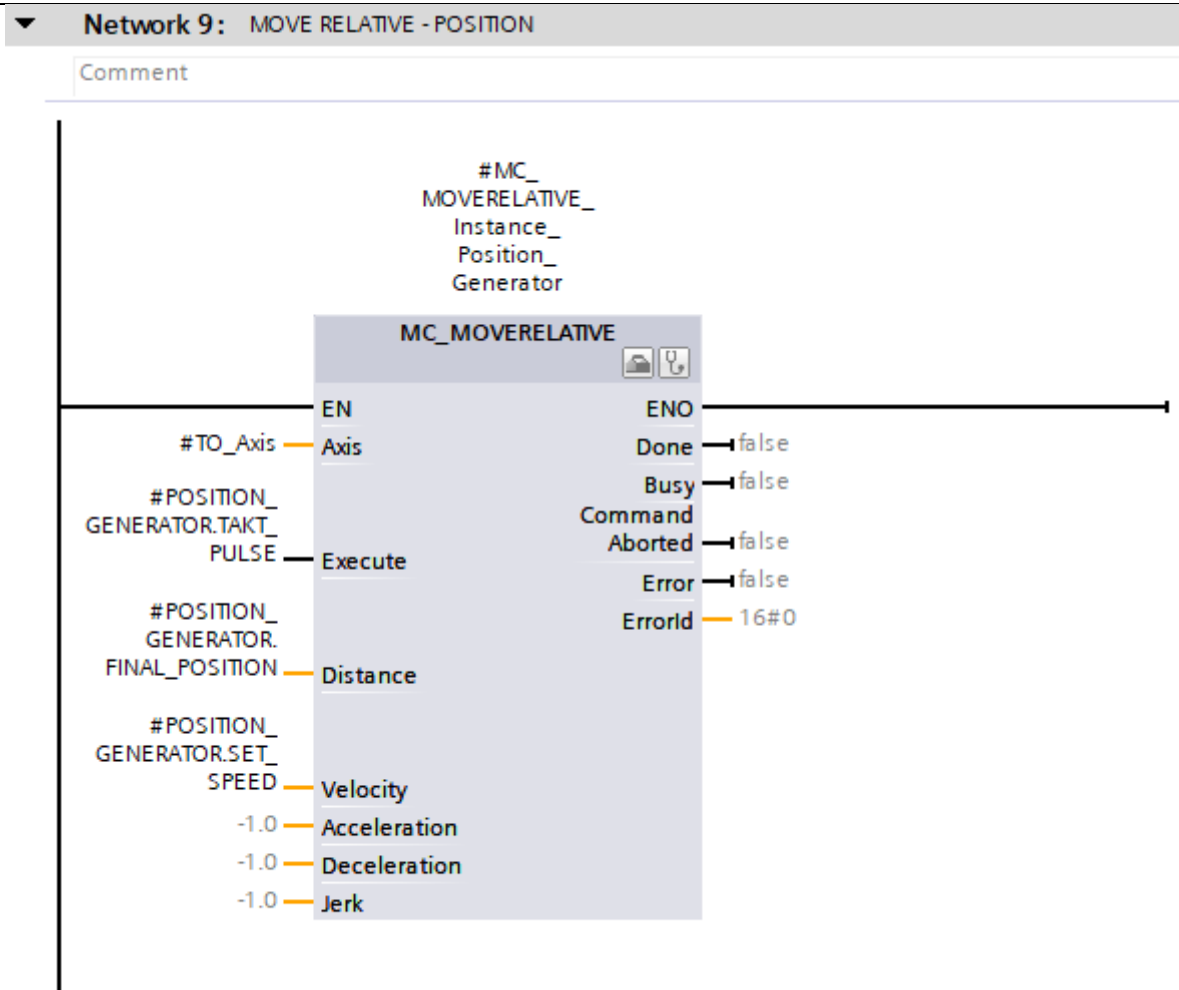 Network 9: MOVE RELATIVE - POSITION
Comment
#MC_
MOVERELATIVE_
Instance_
Position_
Generator
MC_MOVERELATIVE
EN ENO
#TO_Axis Axis Done false
Busy false
#POSITION_
GENERATOR.TAKT_
PULSE Execute
Command
Aborted false
Error false
#POSITION_
GENERATOR.
FINAL_POSITION Distance
ErrorId 16#0
#POSITION_
GENERATOR.SET_
SPEED Velocity
-1.0 Acceleration
-1.0 Deceleration
-1.0 Jerk